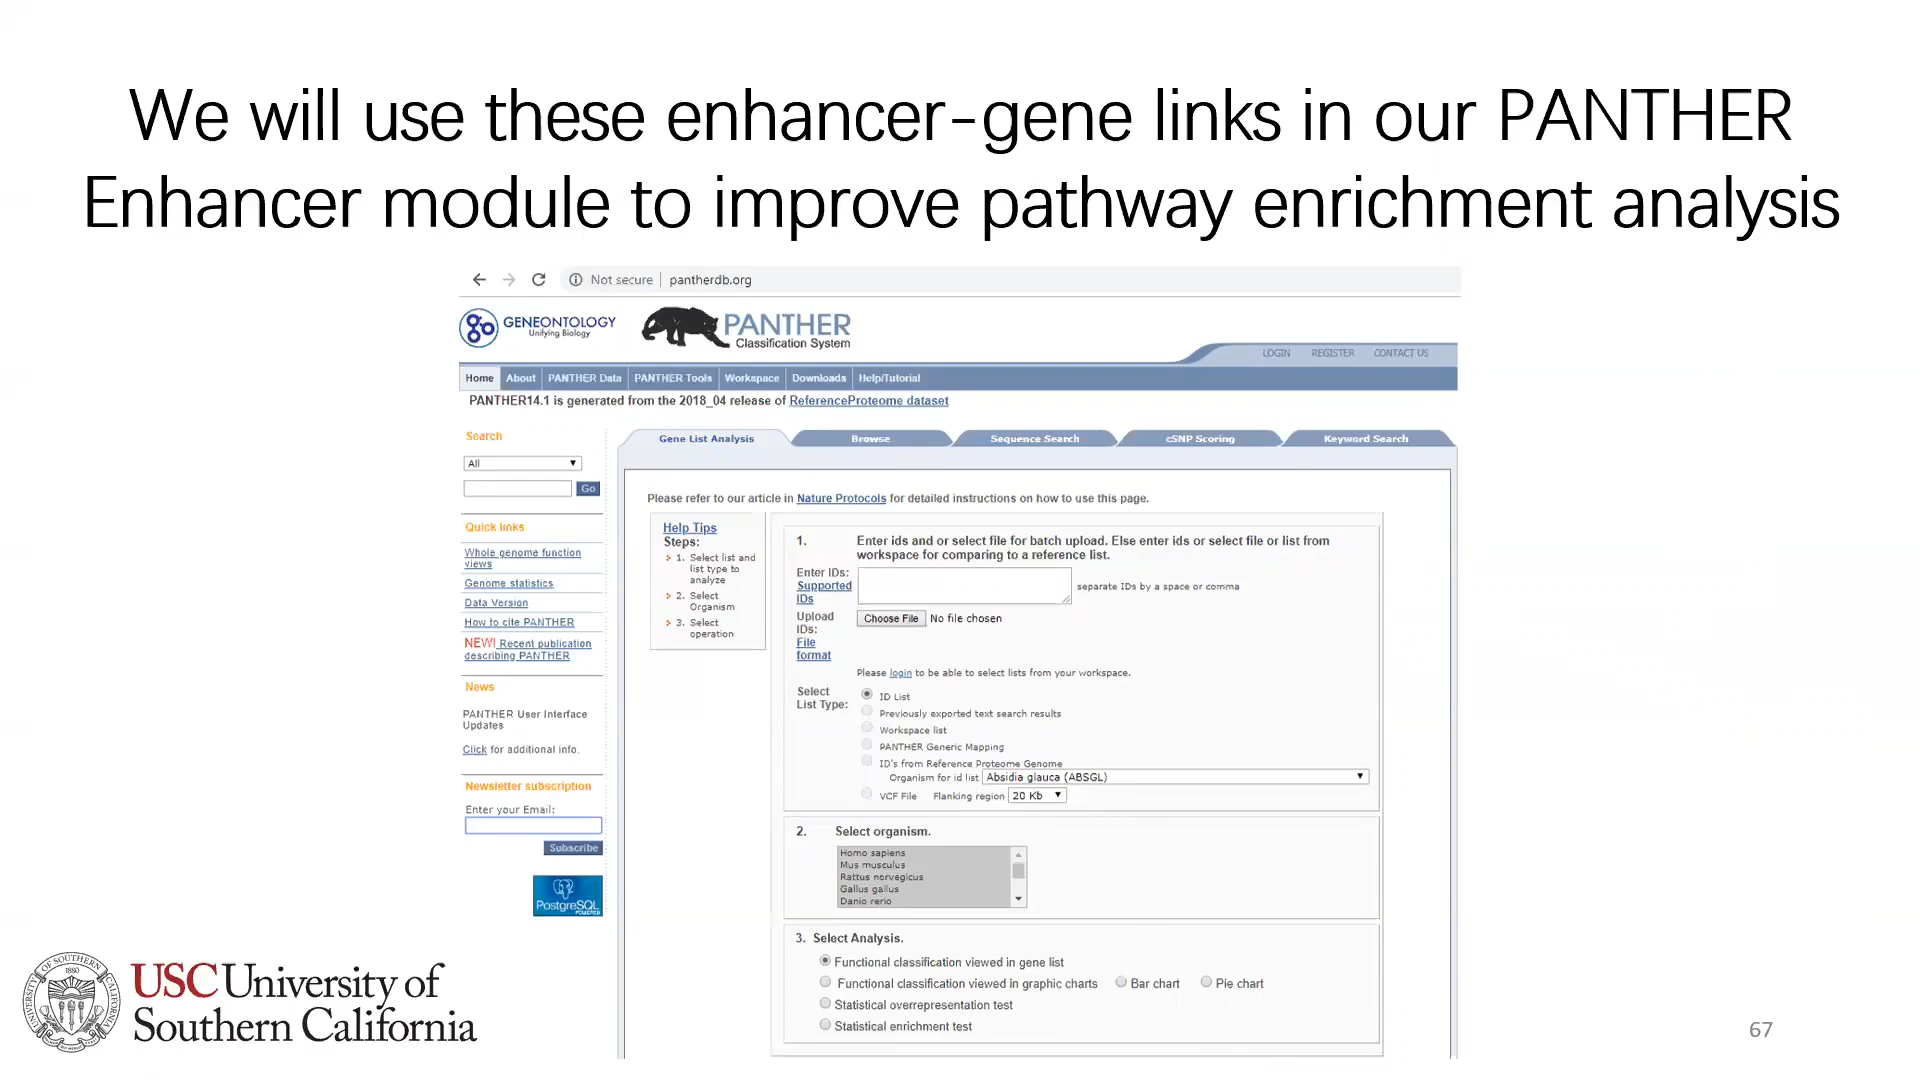 We will use these enhancer-gene links in our PANTHER
Enhancer module to improve pathway enrichment analysis
Not secure | pantherdb.org
GENEONTOLOGY
Unifying Biology
PANTHER
Classification System
LOGIN REGISTER CONTACT US
Home About PANTHER Data PANTHER Tools Workspace Downloads Help/Tutorial
PANTHER14.1 is generated from the 2018_04 release of ReferenceProteome dataset
Search
All
Go
Quick links
Whole genome function
views
Genome statistics
Data Version
How to cite PANTHER
NEW! Recent publication
describing PANTHER
News
PANTHER User Interface
Updates
Click for additional info.
Newsletter subscription
Enter your Email:
Subscribe
PostgreSQL
POWERED
Gene List Analysis Browse Sequence Search cSNP Scoring Keyword Search
Please refer to our article in Nature Protocols for detailed instructions on how to use this page.
Help Tips
Steps:
1. Select list and
list type to
analyze
2. Select
Organism
3. Select
operation
1. Enter ids and or select file for batch upload. Else enter ids or select file or list from
workspace for comparing to a reference list.
Enter IDs:
Supported
IDs
separate IDs by a space or comma
Upload
IDs:
File
format
Choose File No file chosen
Please login to be able to select lists from your workspace.
Select
List Type:
ID List
Previously exported text search results
Workspace list
PANTHER Generic Mapping
ID's from Reference Proteome Genome
Organism for id list Absidia glauca (ABSGL)
VCF File Flanking region 20 Kb
2. Select organism.
Homo sapiens
Mus musculus
Rattus norvegicus
Gallus gallus
Danio rerio
3. Select Analysis.
Functional classification viewed in gene list
Functional classification viewed in graphic charts Bar chart Pie chart
Statistical overrepresentation test
Statistical enrichment test
USC University of
Southern California
67